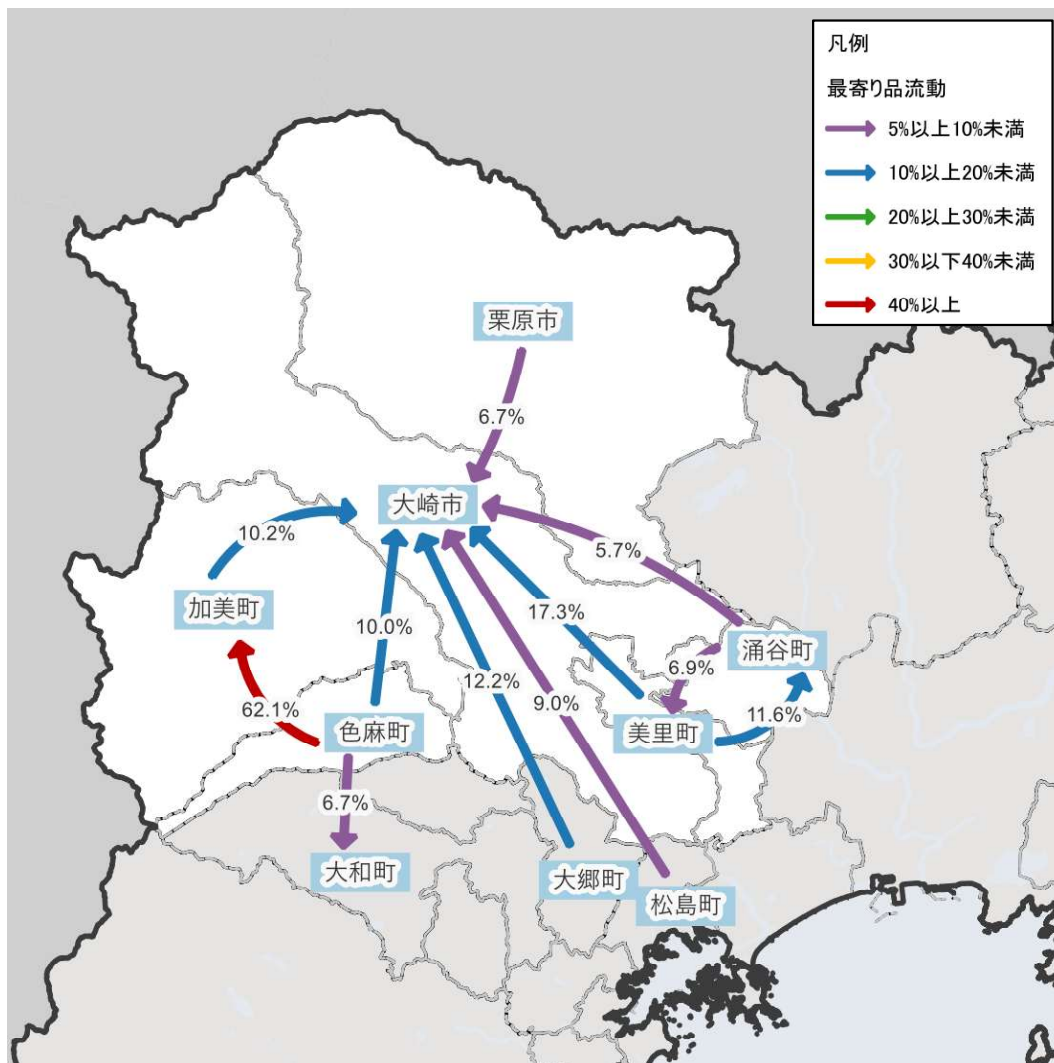 凡例
最寄り品流動
5%以上10%未満
10%以上20%未満
20%以上30%未満
30%以下40%未満
40%以上
栗原市
6.7%
大崎市
10.2%
5.7%
加美町
10.0%
17.3%
涌谷町
6.9%
12.2%
9.0%
62.1%
色麻町
美里町
11.6%
6.7%
大和町
大郷町
松島町